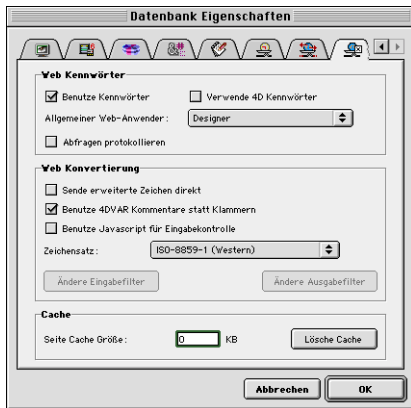 Datenbank Eigenschaften
Web Kennwörter
Benutze Kennwörter Verwende 4D Kennwörter
Allgemeiner Web-Anwender: Designer
Abfragen protokollieren
Web Konvertierung
Sende erweiterte Zeichen direkt
Benutze 4DVAR Kommentare statt Klammern
Benutze Javascript für Eingabekontrolle
Zeichensatz: ISO-8859-1 (Western)
Ändere Eingabefilter Ändere Ausgabefilter
Cache
Seite Cache Größe: 0 KB Lösche Cache
Abbrechen OK